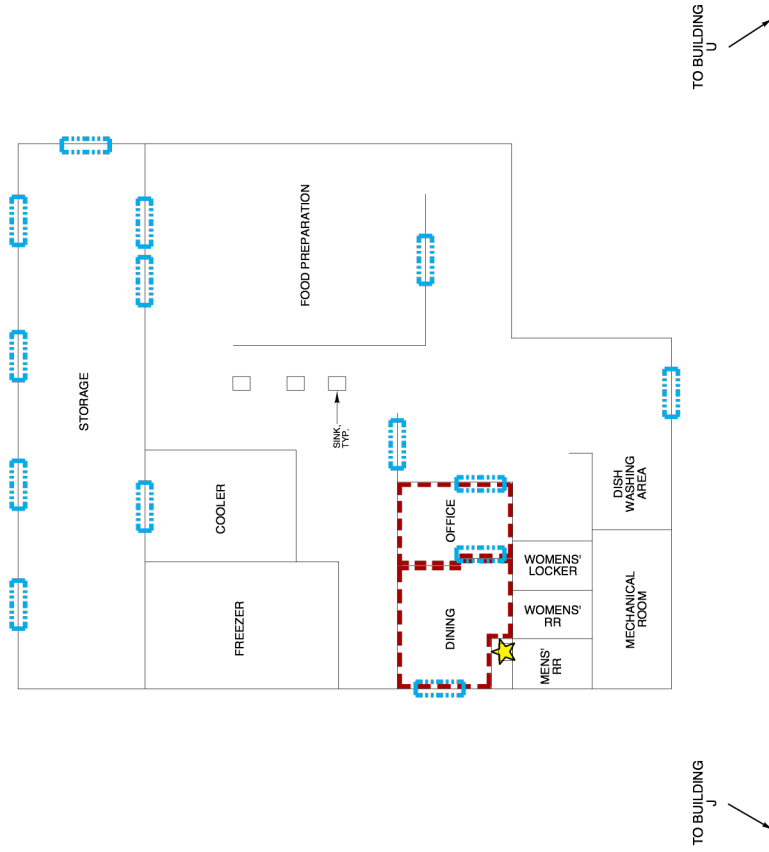 TO BUILDING
U
STORAGE
FOOD PREPARATION
SINK,
TYP.
COOLER
FREEZER
OFFICE
DINING
DISH
WASHING
AREA
WOMENS'
LOCKER
WOMENS'
RR
MENS'
RR
MECHANICAL
ROOM
TO BUILDING
J